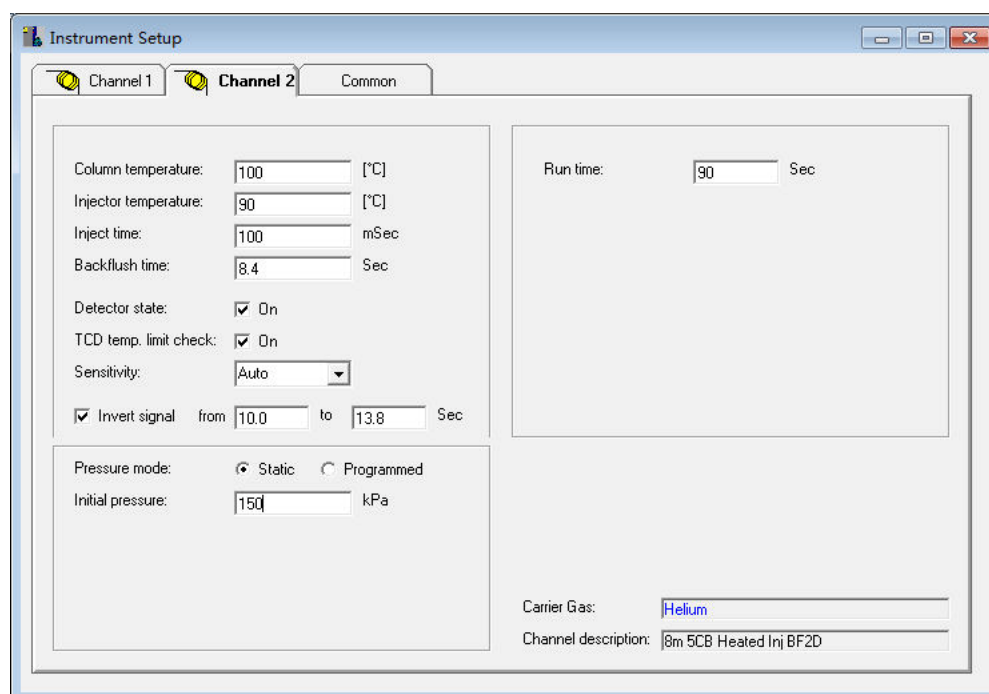 Instrument Setup
Channel 1 Channel 2 Common
Column temperature: 100 [°C]
Injector temperature: 90 [°C]
Inject time: 100 mSec
Backflush time: 8.4 Sec
Detector state: On
TCD temp. limit check: On
Sensitivity: Auto
Invert signal from 10.0 to 13.8 Sec
Pressure mode: Static Programmed
Initial pressure: 150 kPa
Run time: 90 Sec
Carrier Gas: Helium
Channel description: 8m 5CB Heated Inj BF2D